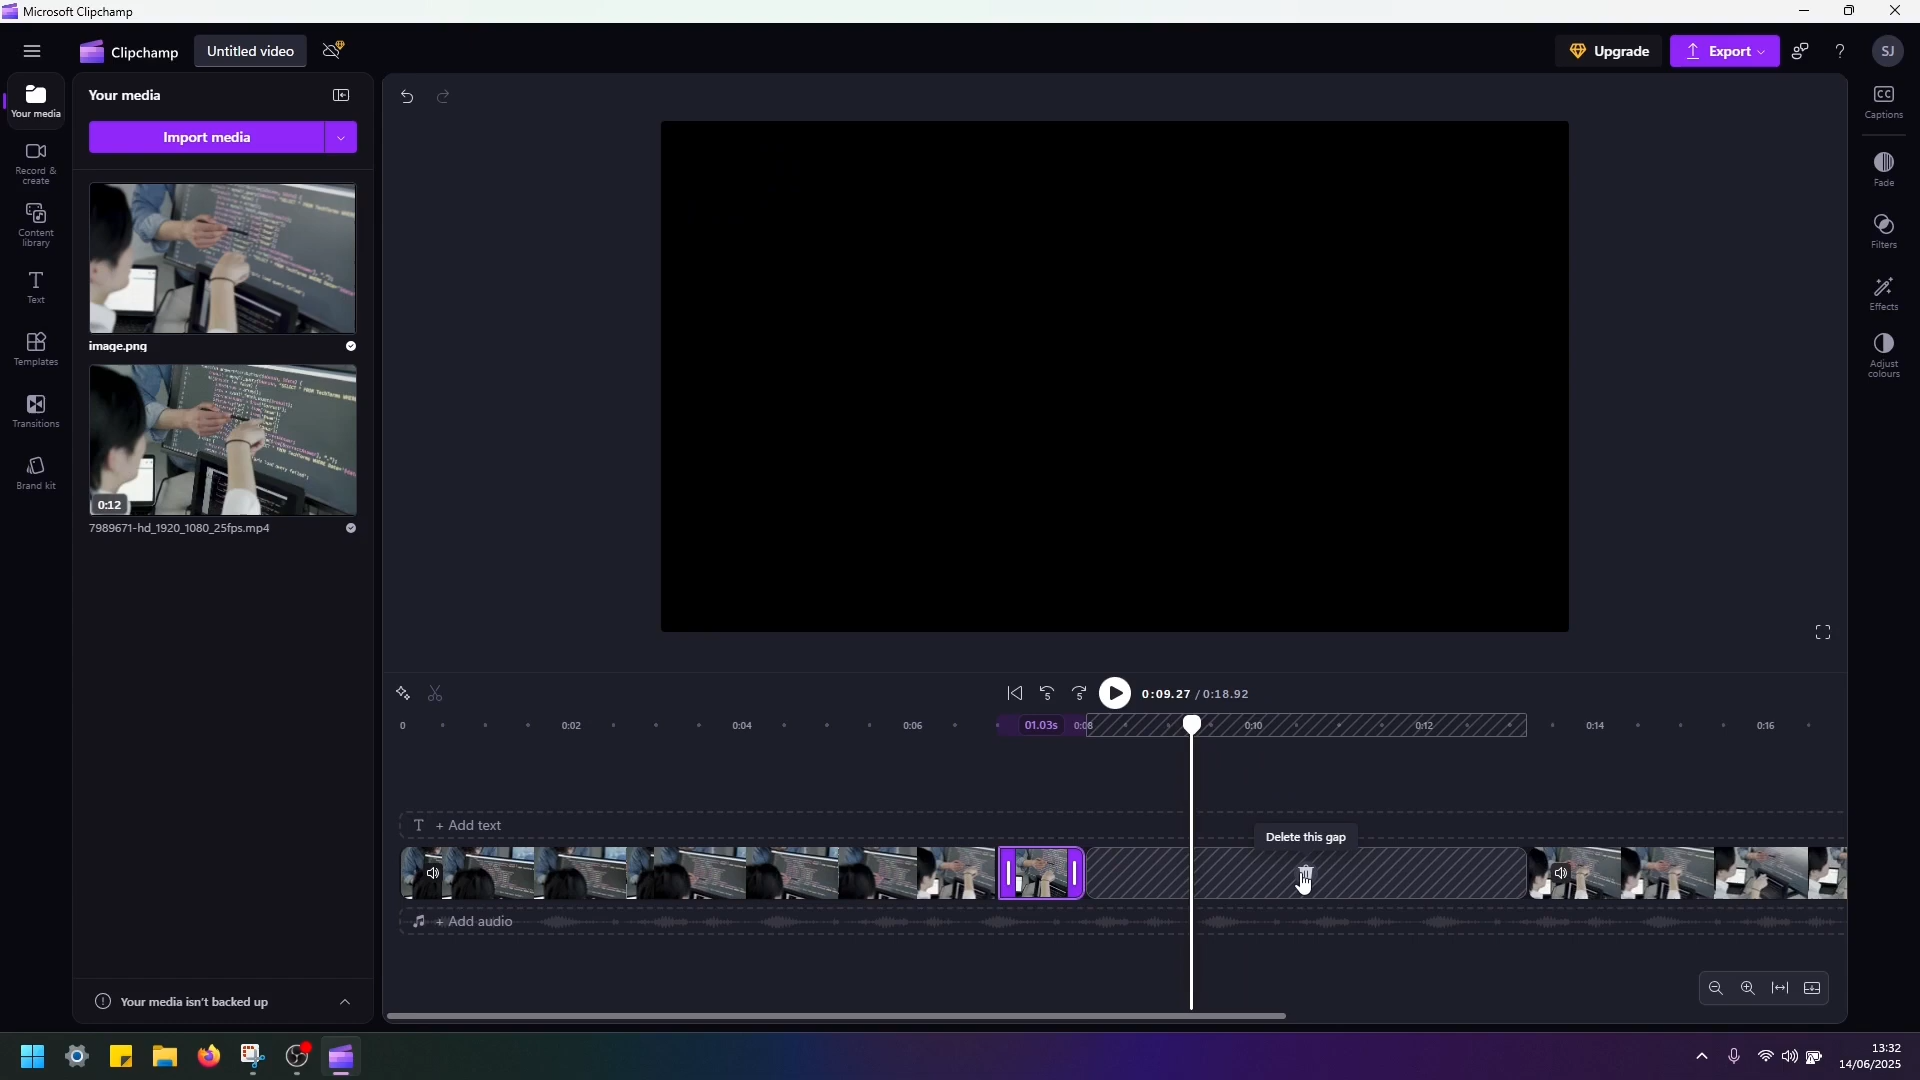 Microsoft Clipchamp
Clipchamp
Untitled video
Upgrade
Export
SJ
Your media
Your media
Import media
Record & create
Content library
Text
Templates
Transitions
Brand kit
image.png
0:12
7989671-hd_1920_1080_25fps.mp4
Your media isn't backed up
Captions
Fade
Filters
Effects
Adjust colours
5
5
0:09.27 / 0:18.92
0
0:02
0:04
0:06
01.03s
0:08
0:10
0:12
0:14
0:16
+ Add text
Delete this gap
+ Add audio
13:32
14/06/2025